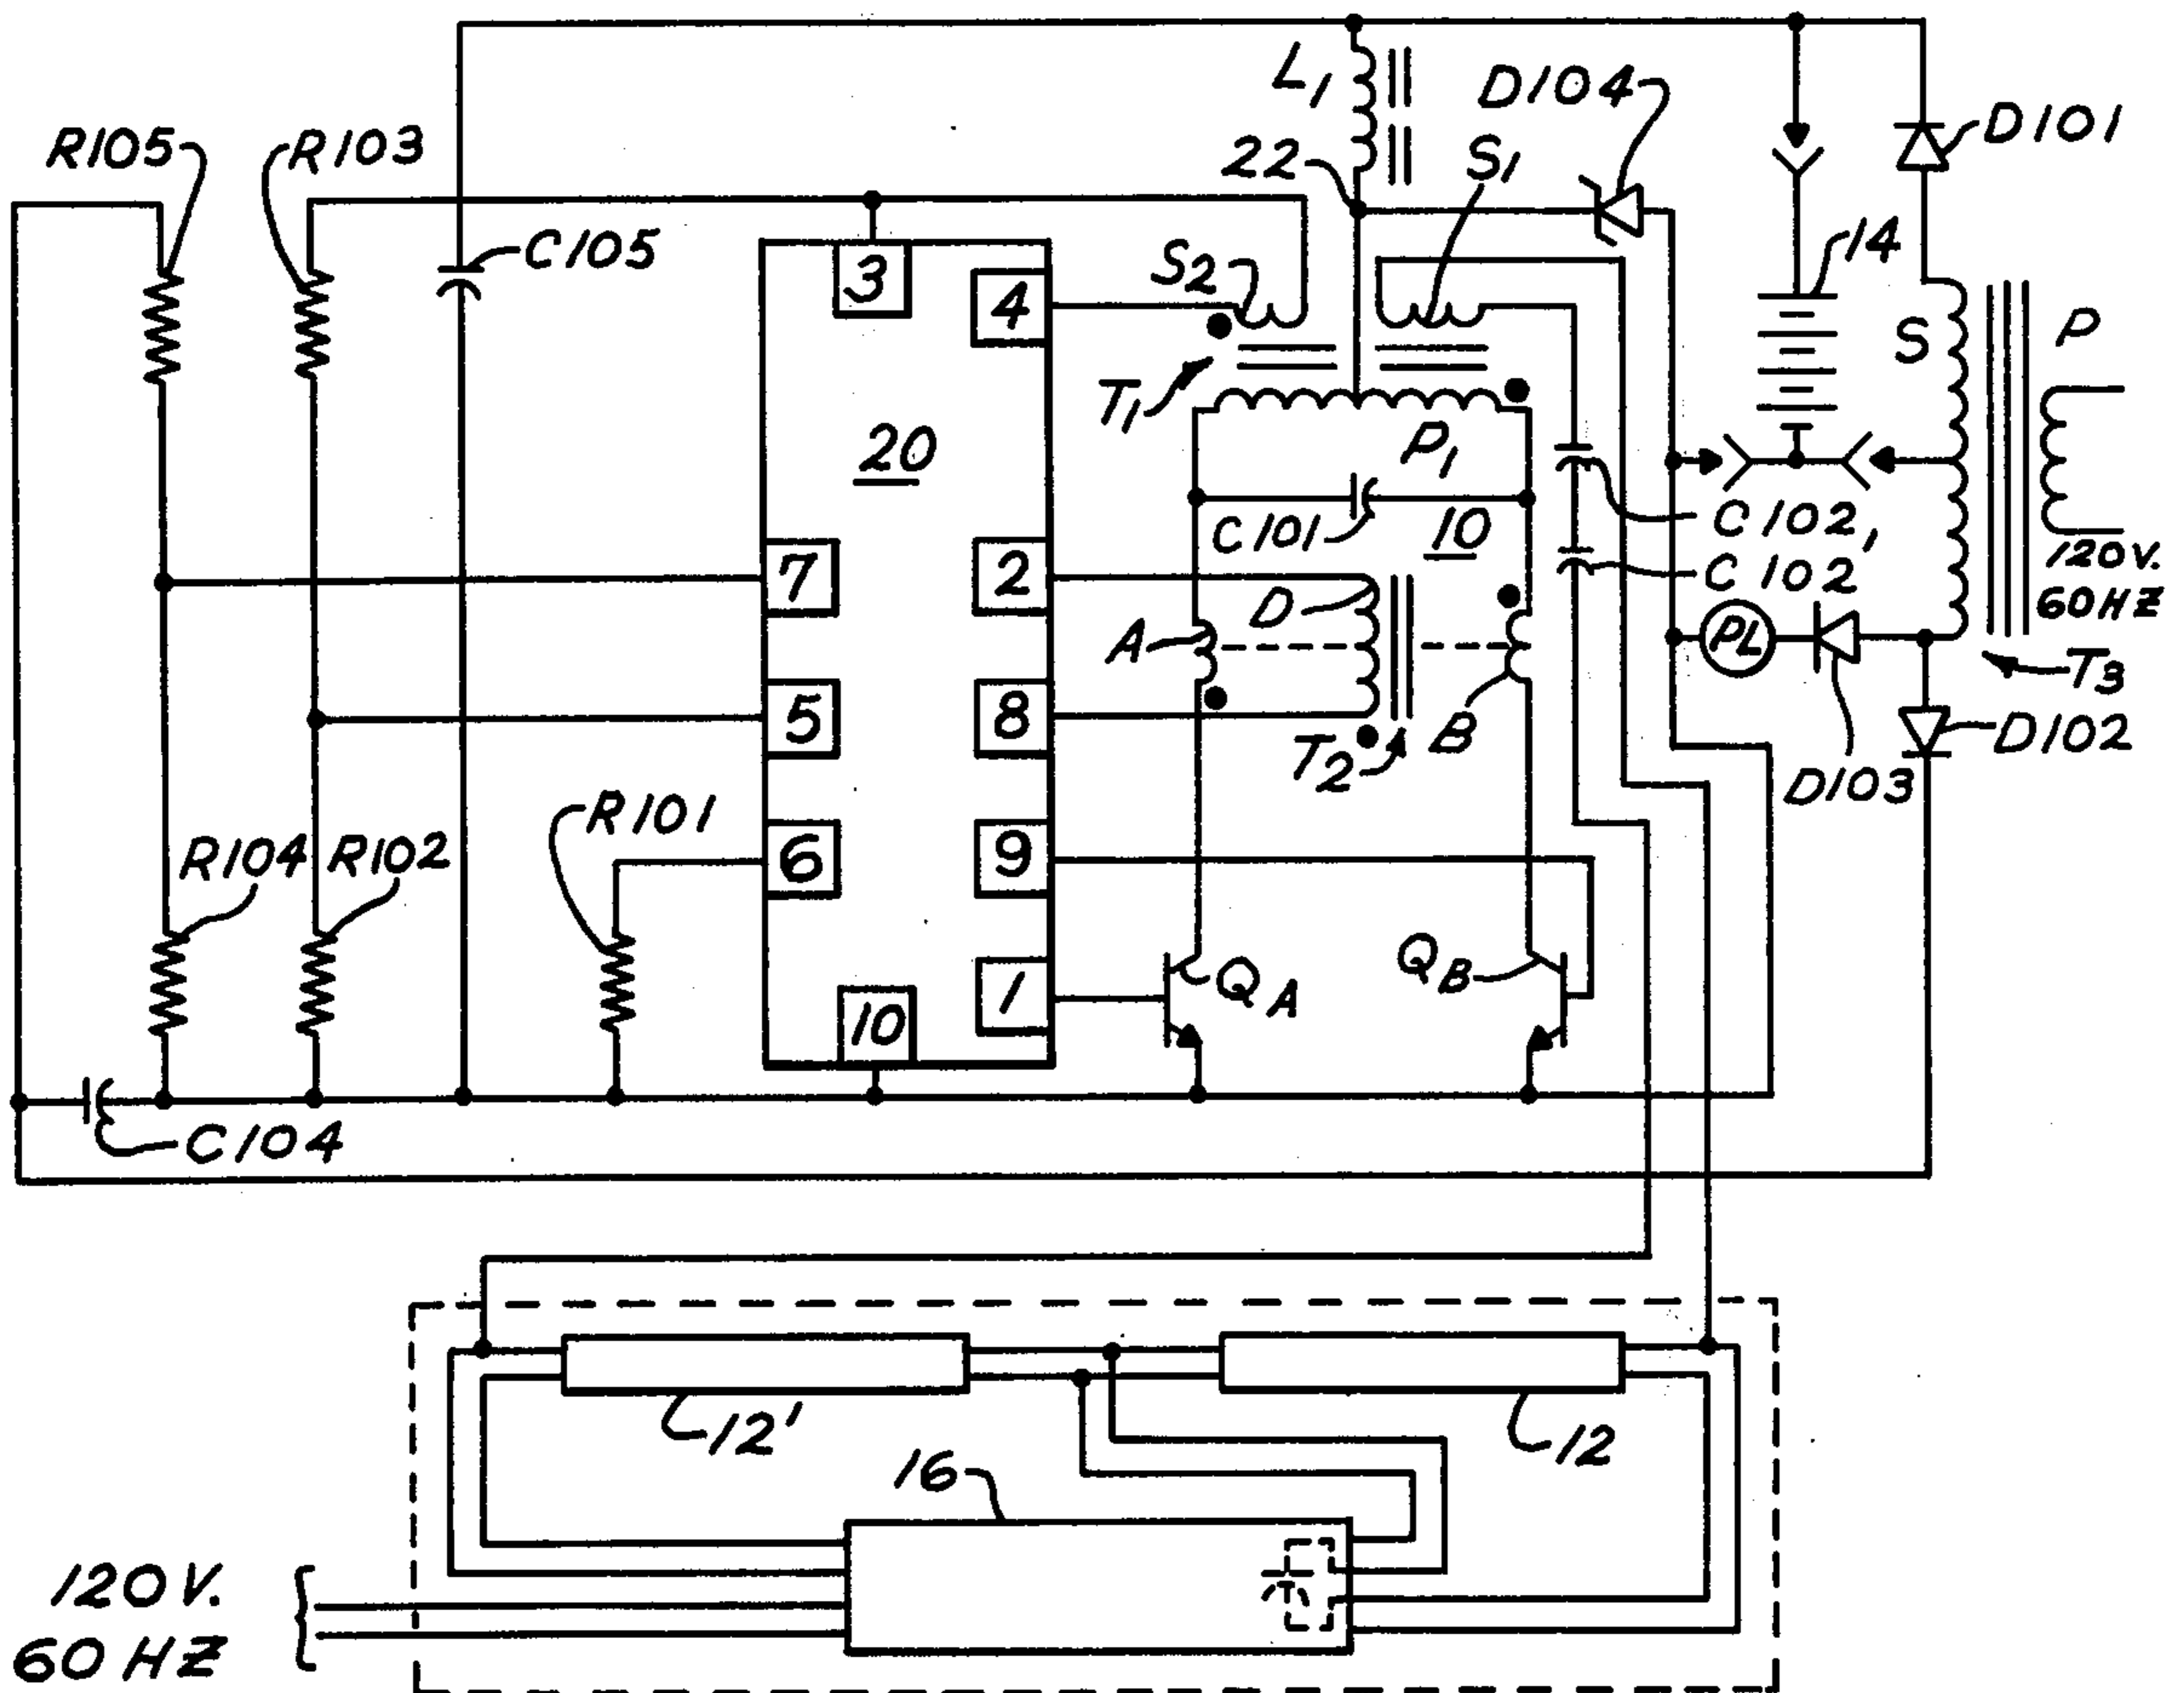 L1
D104
D101
R105
R103
22
S1
C105
S2
14
3
4
S
P
T1
20
P1
C101
10
C102,
C102'
120V.
60HZ
7
2
D
A
PL
T3
5
8
T2
B
D103
D102
R101
R104
R102
6
9
QA
QB
1
10
C104
12'
12
16
120V.
60HZ